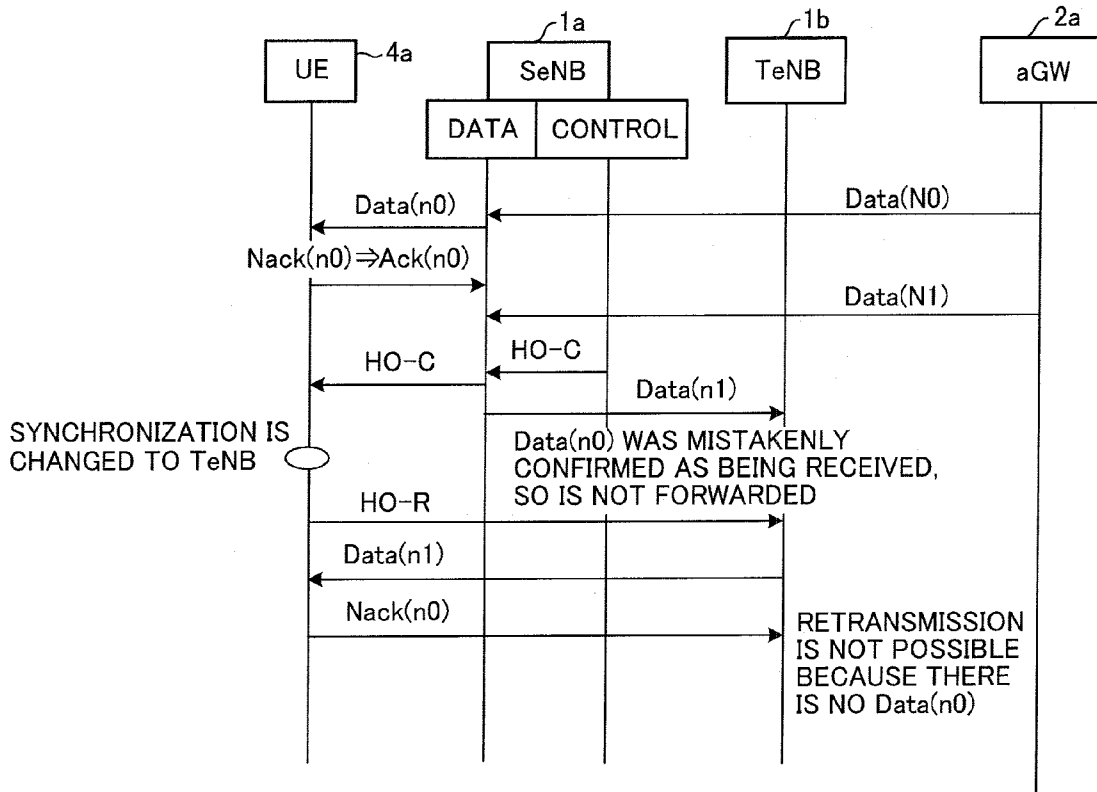 1a
1b
2a
4a
UE
SeNB
TeNB
aGW
DATA
CONTROL
Data(n0)
Data(N0)
Nack(n0)⇒Ack(n0)
Data(N1)
HO-C
HO-C
Data(n1)
SYNCHRONIZATION IS
CHANGED TO TeNB
Data(n0) WAS MISTAKENLY
CONFIRMED AS BEING RECEIVED,
SO IS NOT FORWARDED
HO-R
Data(n1)
Nack(n0)
RETRANSMISSION
IS NOT POSSIBLE
BECAUSE THERE
IS NO Data(n0)